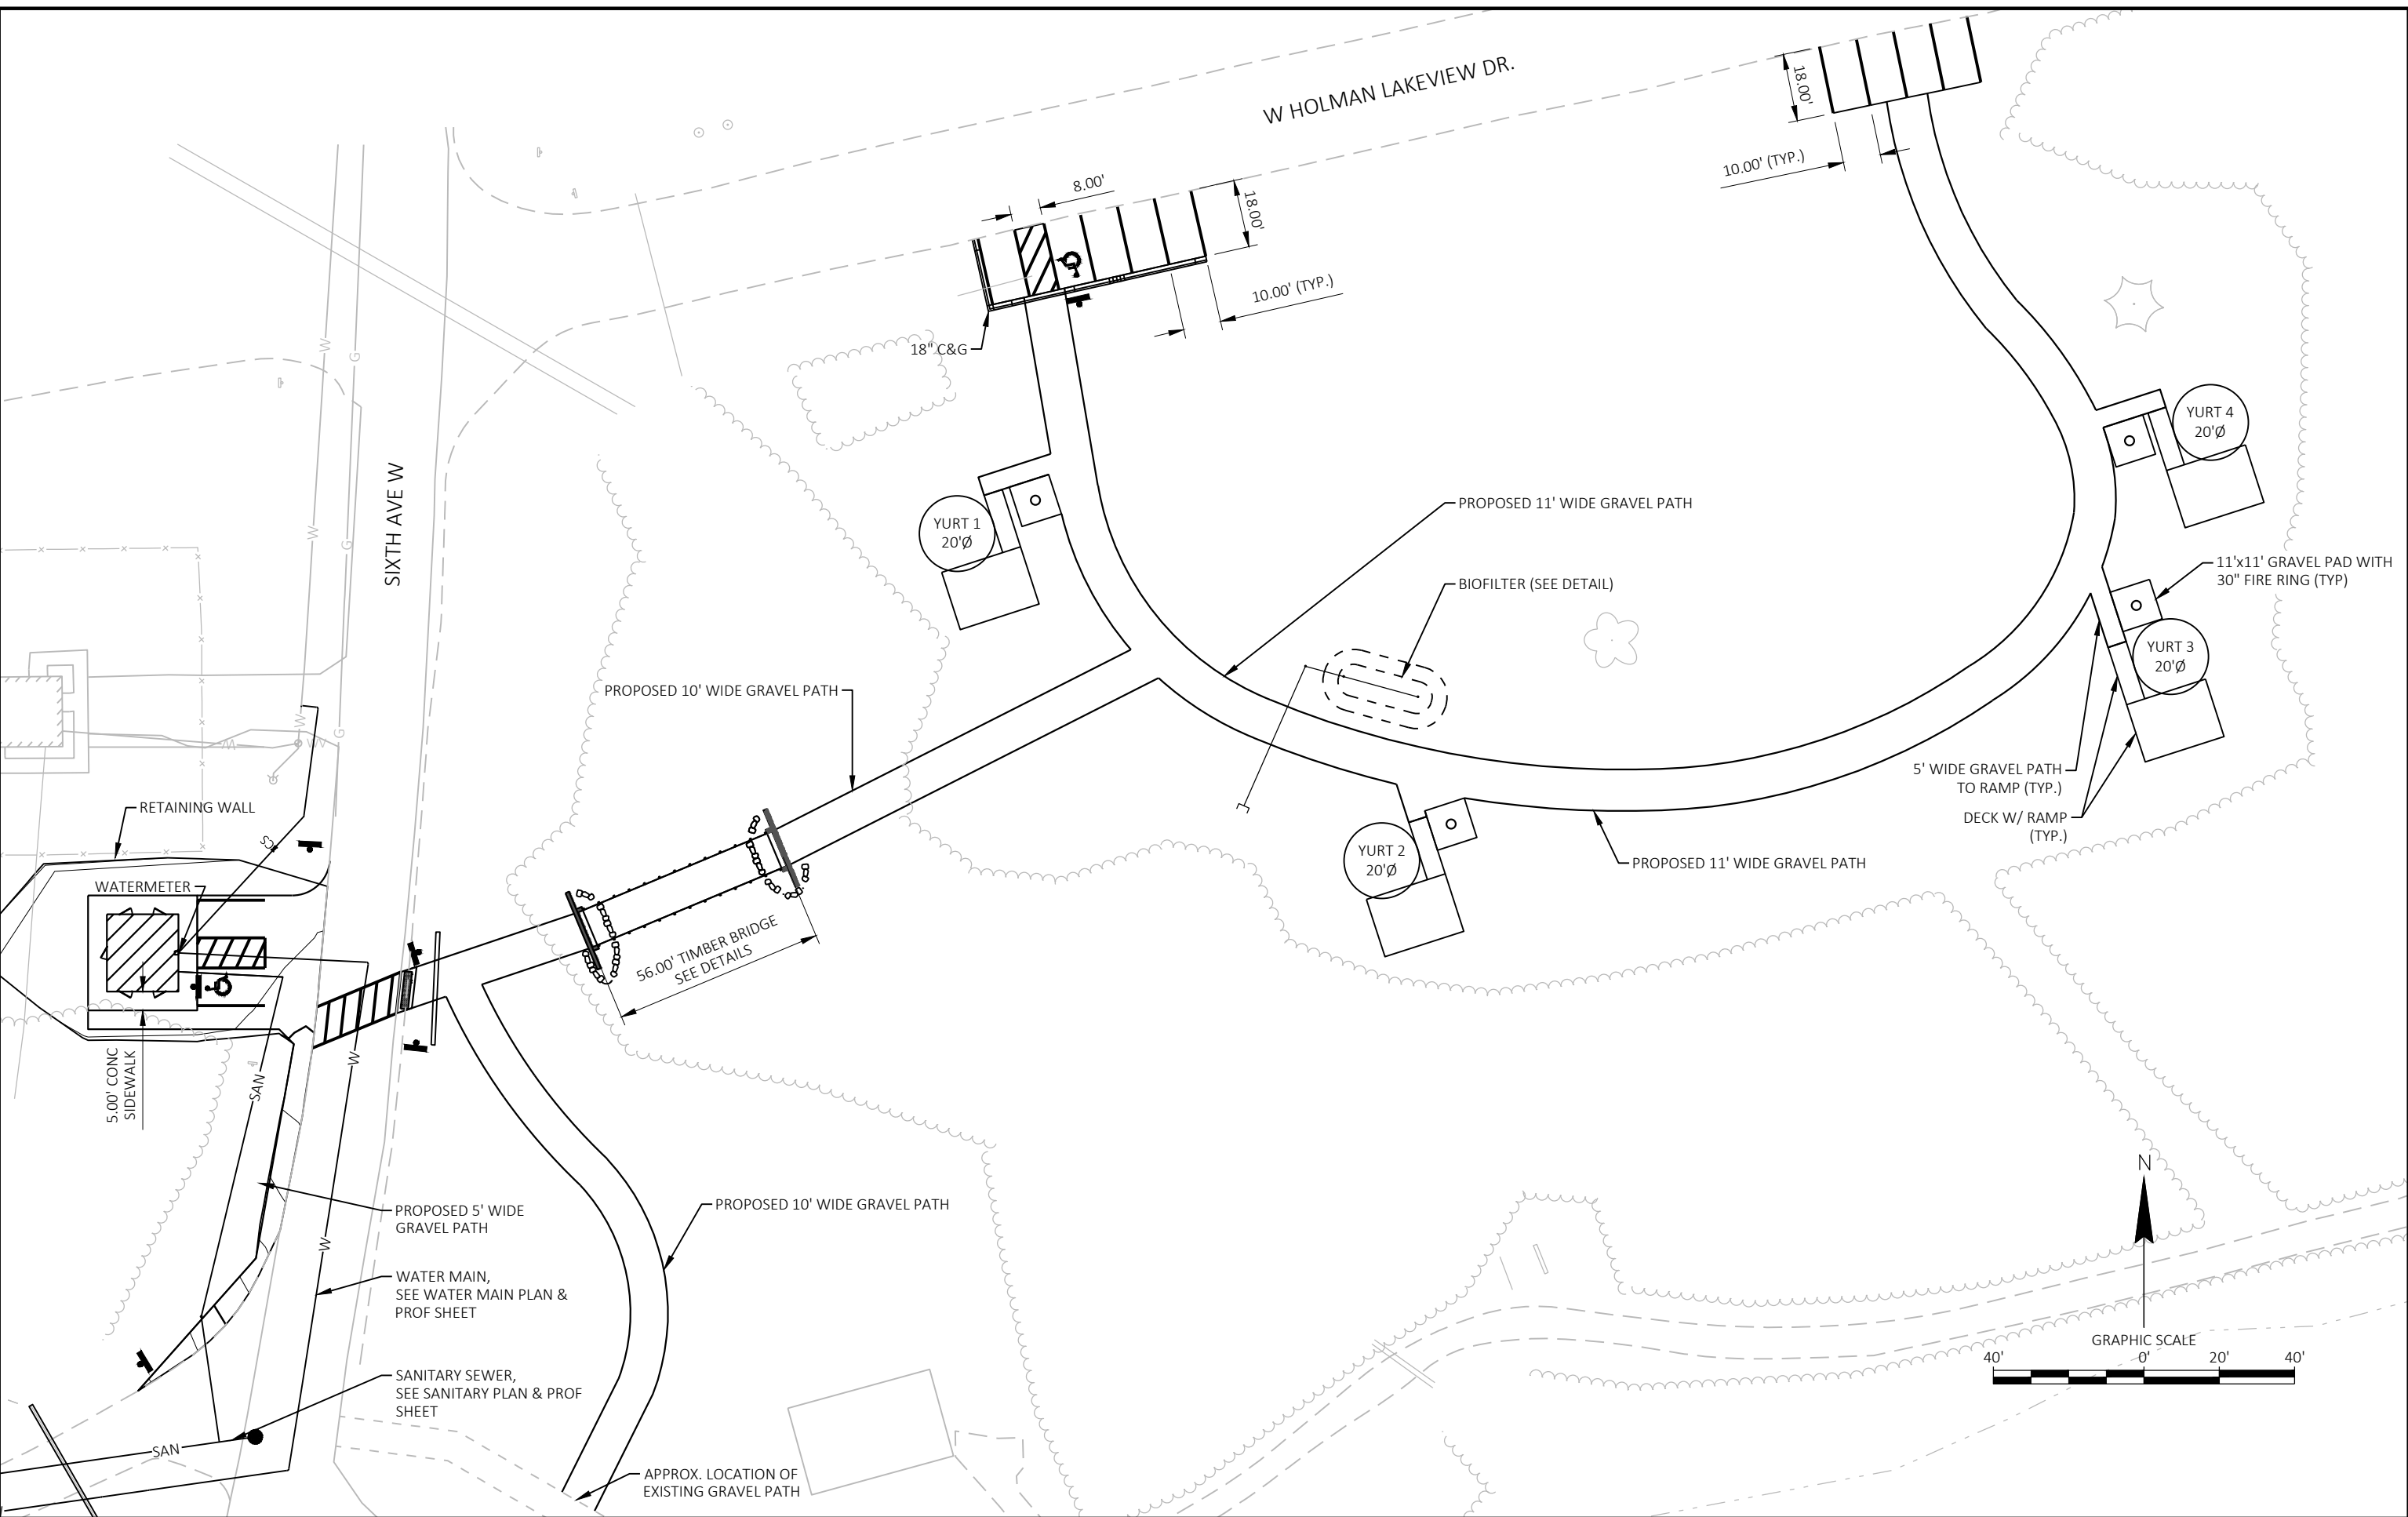 W HOLMAN LAKEVIEW DR.
18.00'
10.00' (TYP.)
8.00'
18.00'
10.00' (TYP.)
18" C&G
SIXTH AVE W
W
G
W
G
W
G
W
W
YURT 1
20'Ø
YURT 4
20'Ø
PROPOSED 11' WIDE GRAVEL PATH
BIOFILTER (SEE DETAIL)
11'x11' GRAVEL PAD WITH
30" FIRE RING (TYP)
YURT 3
20'Ø
PROPOSED 10' WIDE GRAVEL PATH
5' WIDE GRAVEL PATH
TO RAMP (TYP.)
DECK W/ RAMP
(TYP.)
RETAINING WALL
CS
WATERMETER
YURT 2
20'Ø
PROPOSED 11' WIDE GRAVEL PATH
56.00' TIMBER BRIDGE
SEE DETAILS
5.00' CONC
SIDEWALK
SAN
W
PROPOSED 5' WIDE
GRAVEL PATH
PROPOSED 10' WIDE GRAVEL PATH
W
WATER MAIN,
SEE WATER MAIN PLAN &
PROF SHEET
SANITARY SEWER,
SEE SANITARY PLAN & PROF
SHEET
SAN
APPROX. LOCATION OF
EXISTING GRAVEL PATH
N
GRAPHIC SCALE
40' 0' 20' 40'